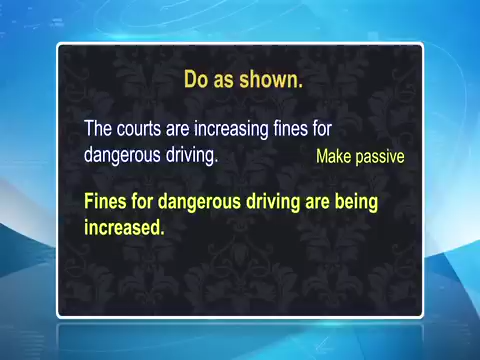 Do as shown.
The courts are increasing fines for
dangerous driving. Make passive
Fines for dangerous driving are being
increased.